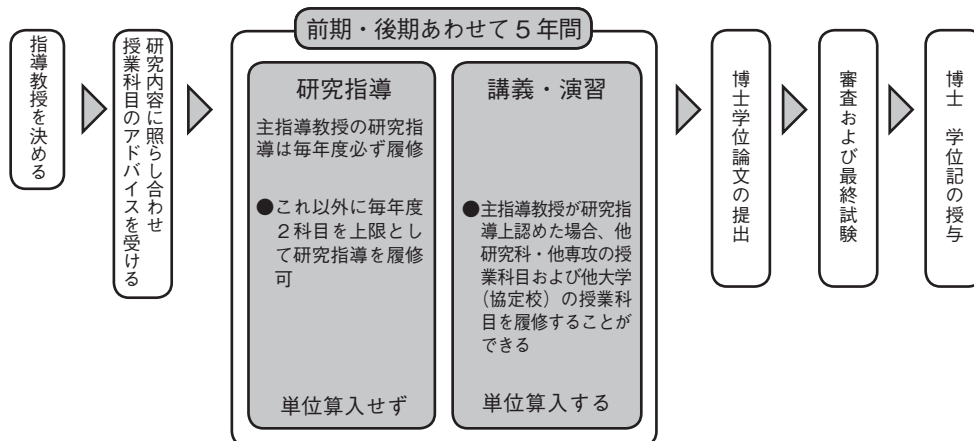 指導教授を決める
研究内容に照らし合わせ
授業科目のアドバイスを受ける
前期・後期あわせて５年間
研究指導
主指導教授の研究指
導は毎年度必ず履修
●これ以外に毎年度
２科目を上限とし
て研究指導を履修
可
単位算入せず
講義・演習
●主指導教授が研究指
導上認めた場合、他
研究科・他専攻の授
業科目および他大学
（協定校）の授業科
目を履修することが
できる
単位算入する
博士学位論文の提出
審査および最終試験
博士　学位記の授与